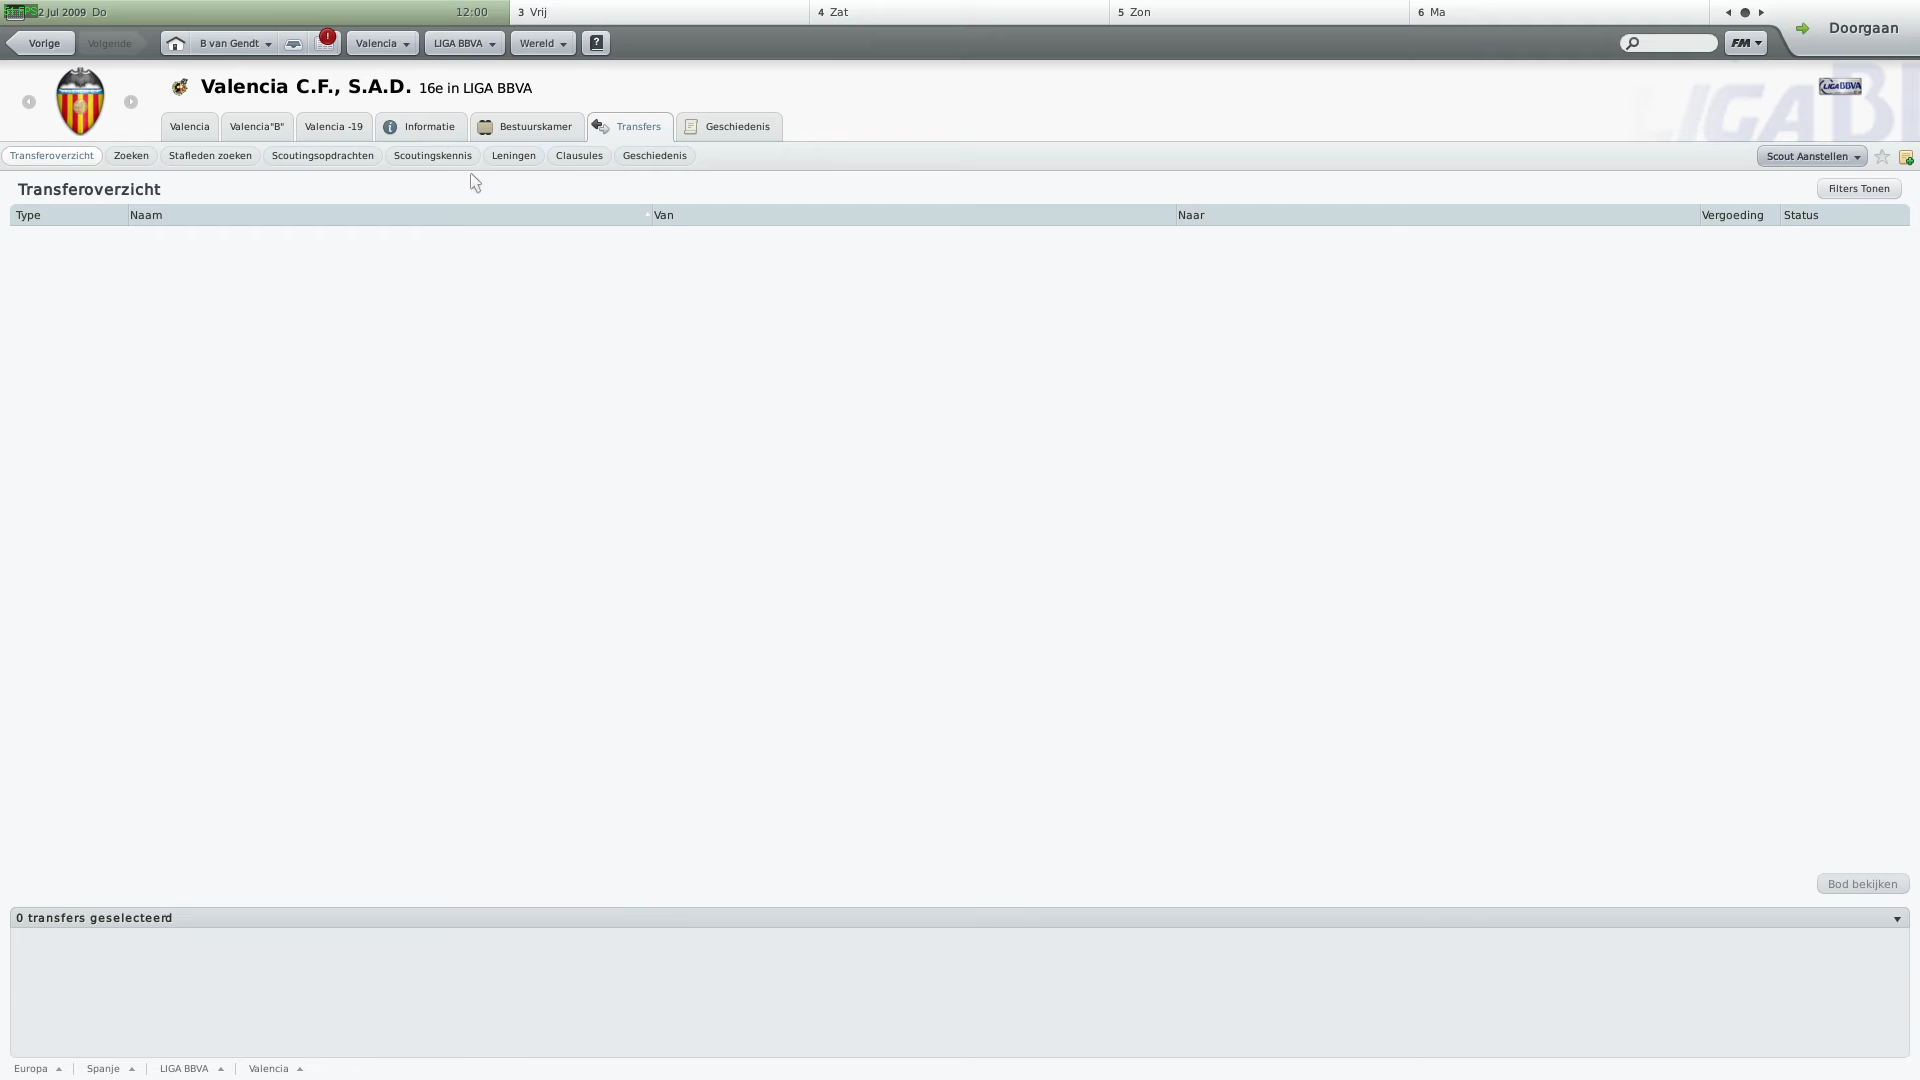 2 Jul 2009 Do 12:00 3 Vrij 4 Zat 5 Zon 6 Ma
Doorgaan
Vorige Volgende B van Gendt Valencia LIGA BBVA Wereld ? FM
Valencia C.F., S.A.D. 16e in LIGA BBVA
LIGA BBVA
Valencia Valencia"B" Valencia -19 Informatie Bestuurskamer Transfers Geschiedenis
Transferoverzicht Zoeken Stafleden zoeken Scoutingsopdrachten Scoutingskennis Leningen Clausules Geschiedenis Scout Aanstellen
Transferoverzicht Filters Tonen
Type Naam Van Naar Vergoeding Status
Bod bekijken
0 transfers geselecteerd
Europa Spanje LIGA BBVA Valencia